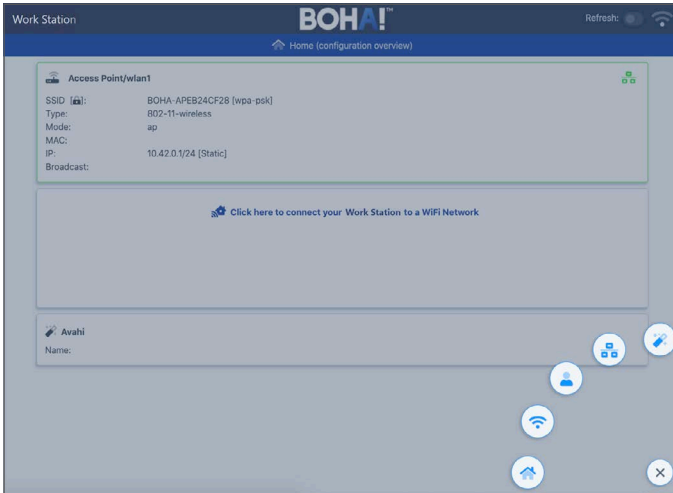 Work Station
BOHA!™
Refresh:
Home (configuration overview)
Access Point/wlan1
SSID [🔒]: BOHA-APEB24CF28 [wpa-psk]
Type: 802-11-wireless
Mode: ap
MAC:
IP: 10.42.0.1/24 [Static]
Broadcast:
Click here to connect your Work Station to a WiFi Network
Avahi
Name: